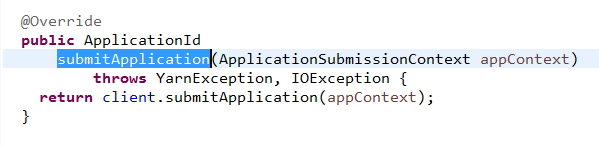 @Override
public ApplicationId
submitApplication(ApplicationSubmissionContext appContext)
throws YarnException, IOException {
return client.submitApplication(appContext);
}